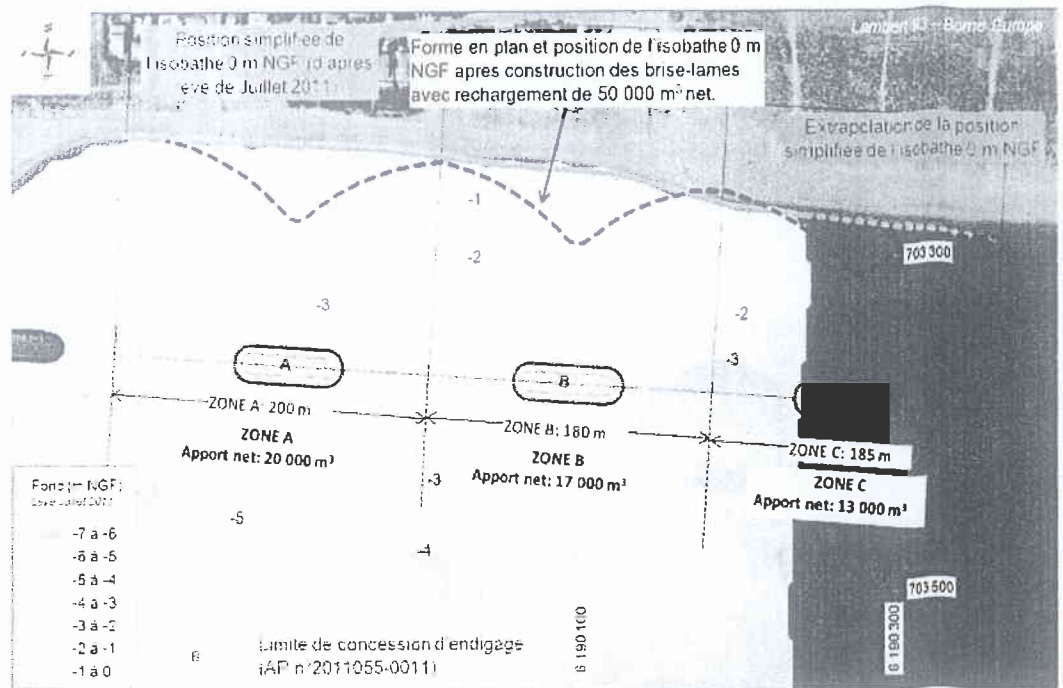 Lambert 93 - Borne Europe
Position simplifiée de
l'isobathe 0 m NGF (d après
eve de Juillet 2011)
Forme en plan et position de l'isobathe 0 m
NGF apres construction des brise-lames
avec rechargement de 50 000 m³ net.
Extrapolation de la position
simplifiée de l'isobathe 0 m NGF
-1
-2
-3
-2
-3
703 300
A
B
ZONE A: 200 m
ZONE B: 180 m
ZONE C: 185 m
ZONE A
Apport net: 20 000 m³
ZONE B
Apport net: 17 000 m³
ZONE C
Apport net: 13 000 m³
-3
-5
-4
Fond (m NGF)
Juillet 2011
-7 à -6
-6 à -5
-5 à -4
-4 à -3
-3 à -2
-2 à -1
-1 à 0
Limite de concession d'endigage
(AP n°2011055-0011)
6 190 100
703 500
6 190 300